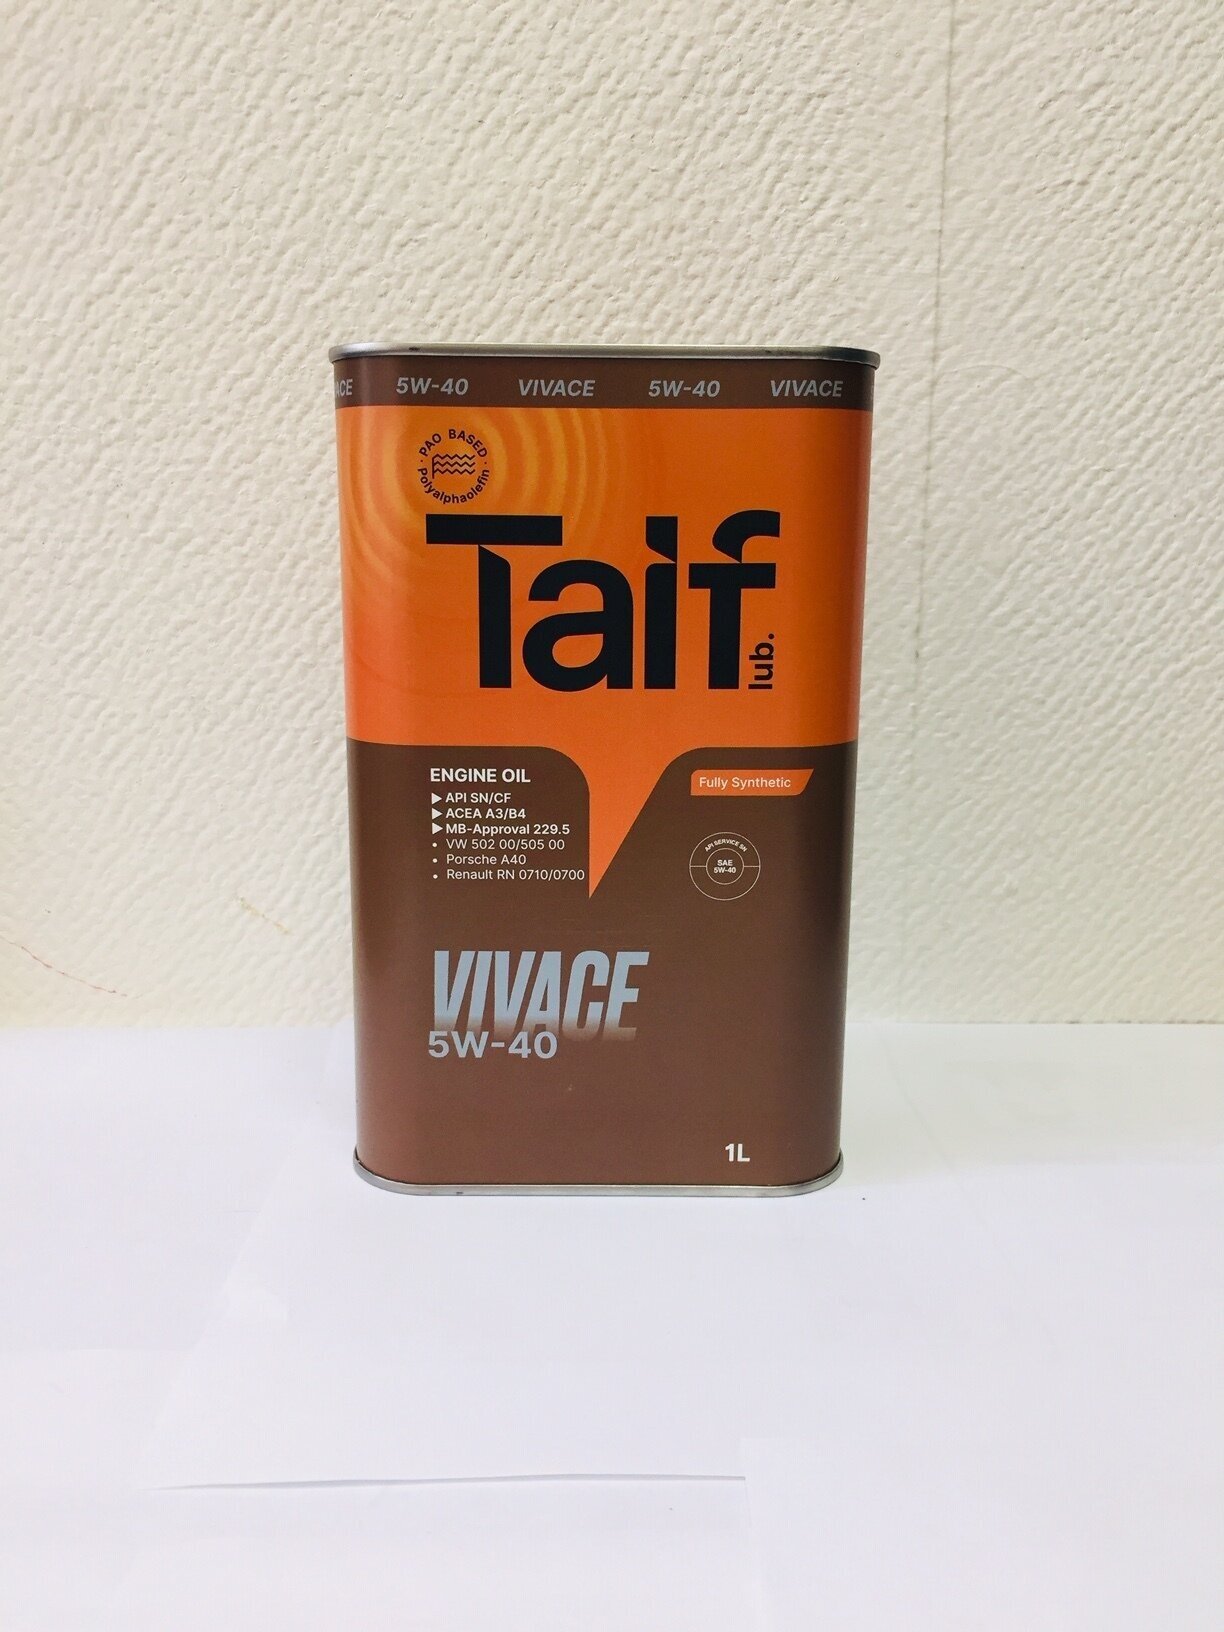 ACE 5W-40 VIVACE 5W-40 VIVACE
PAO BASED
Polyalphaolefin
Taif
lub.
ENGINE OIL
▶ API SN/CF
▶ ACEA A3/B4
▶ MB-Approval 229.5
• VW 502 00/505 00
• Porsche A40
• Renault RN 0710/0700
Fully Synthetic
API SERVICE SN
SAE
5W-40
VIVACE
5W-40
1L